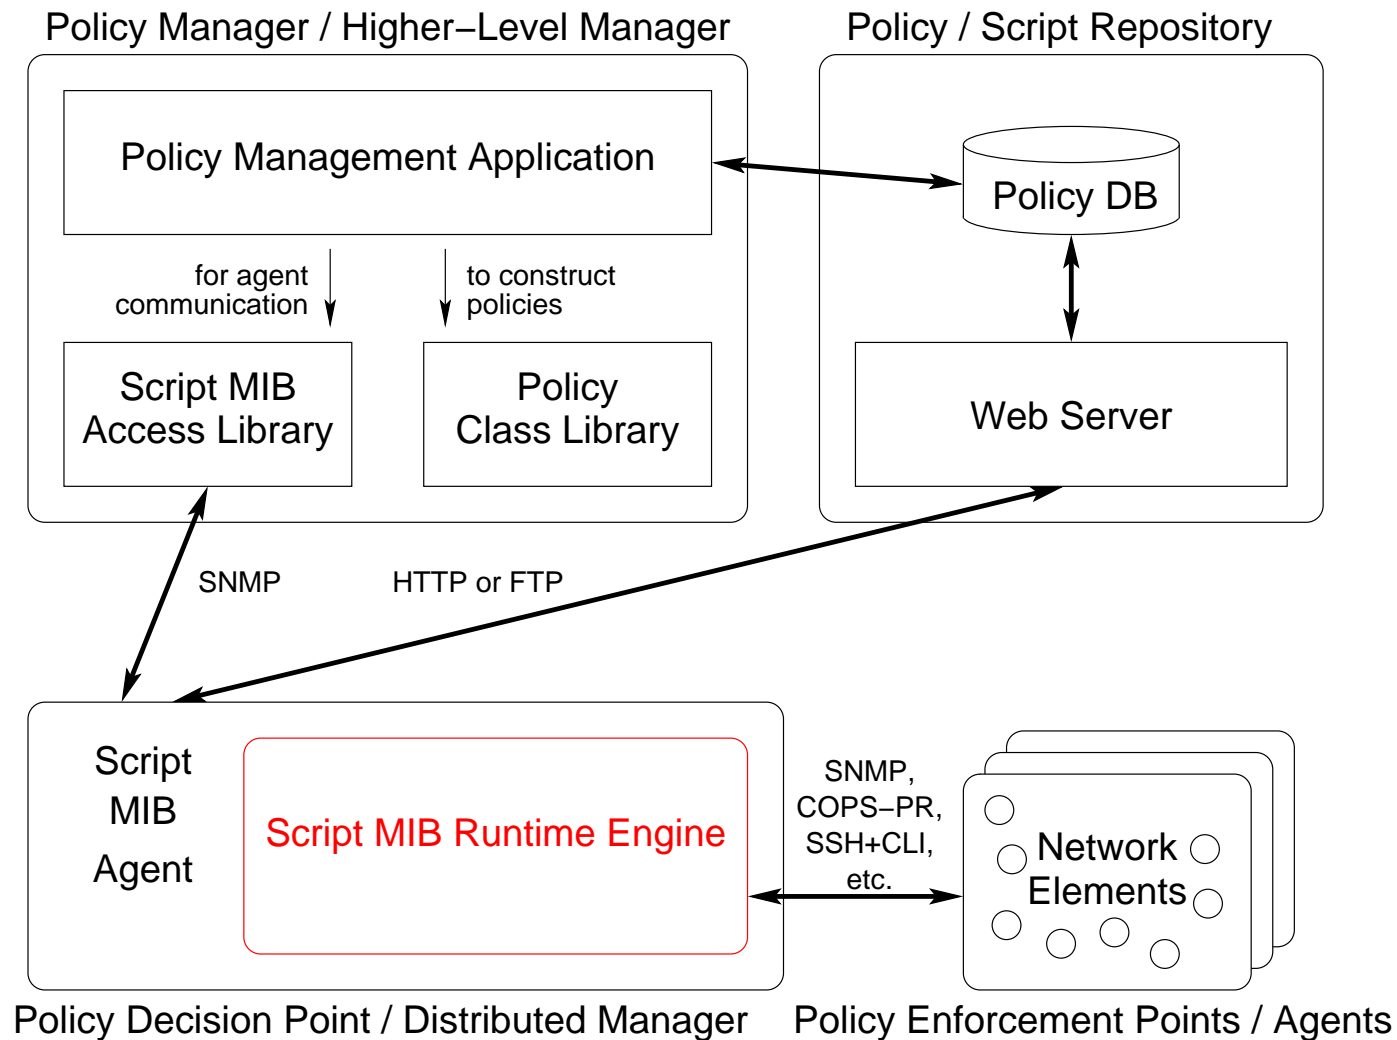 Policy Manager / Higher−Level Manager
Policy / Script Repository
Policy Management Application
Policy DB
for agent
communication
to construct
policies
Script MIB
Access Library
Policy
Class Library
Web Server
SNMP
HTTP or FTP
Script
MIB
Agent
Script MIB Runtime Engine
SNMP,
COPS−PR,
SSH+CLI,
etc.
Network
Elements
Policy Decision Point / Distributed Manager
Policy Enforcement Points / Agents